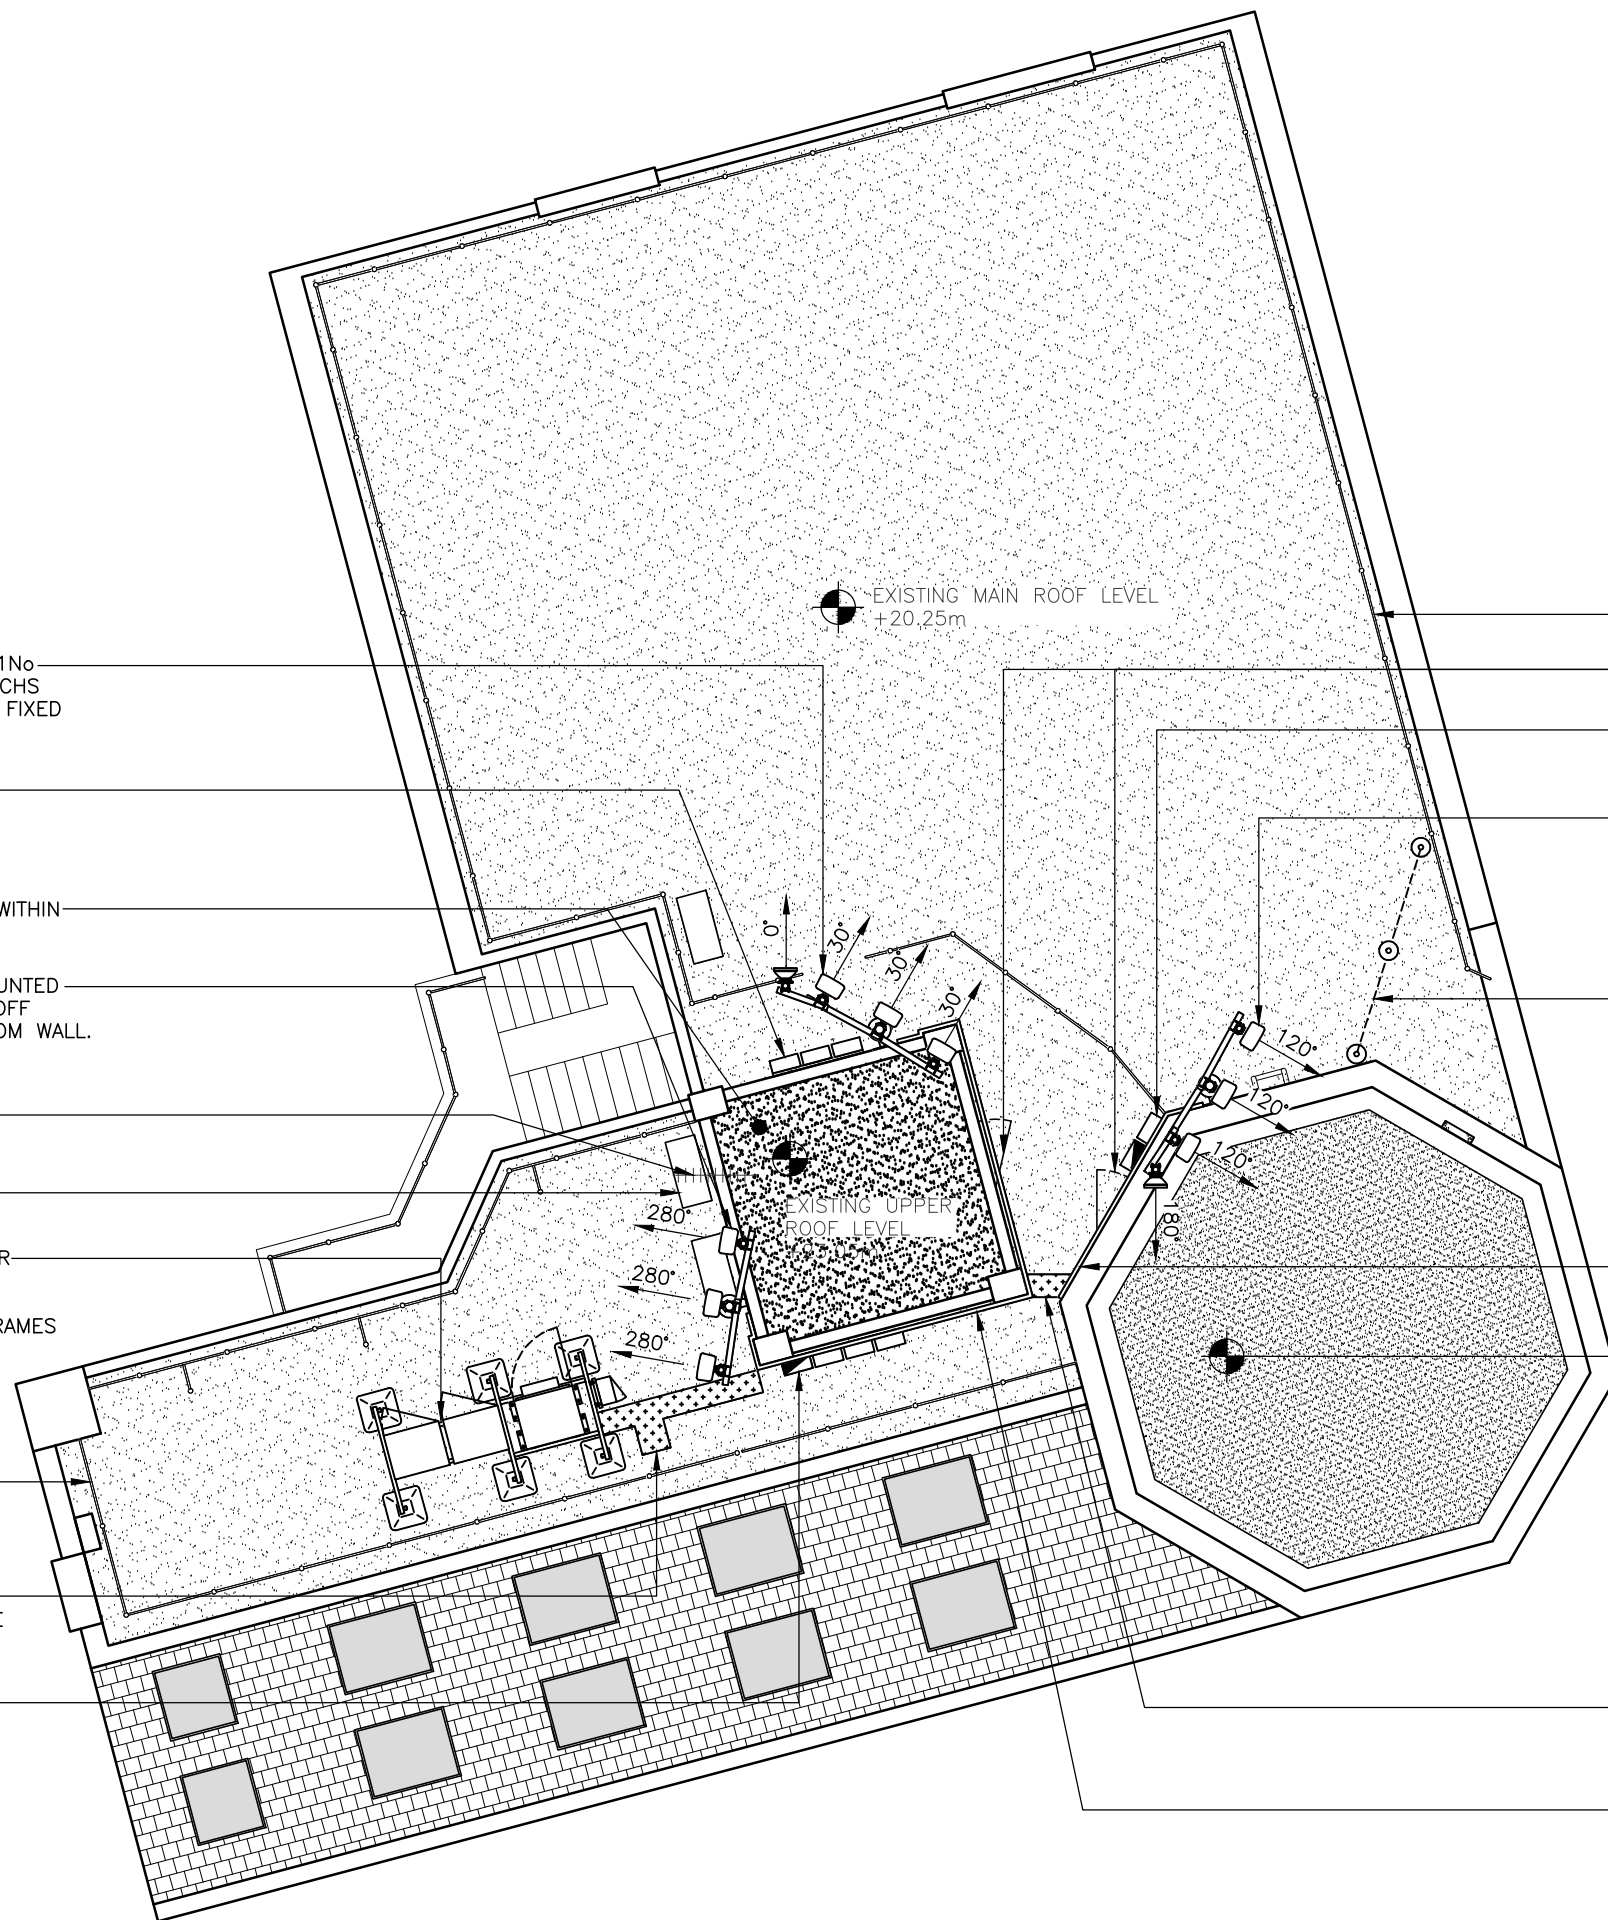 EXISTING MAIN ROOF LEVEL
+20.25m
1No
CHS
FIXED
WITHIN
UNTED
OFF
OM WALL.
0°
30°
30°
30°
120°
120°
120°
180°
EXISTING UPPER
ROOF LEVEL
280°
280°
280°
R
RAMES
E